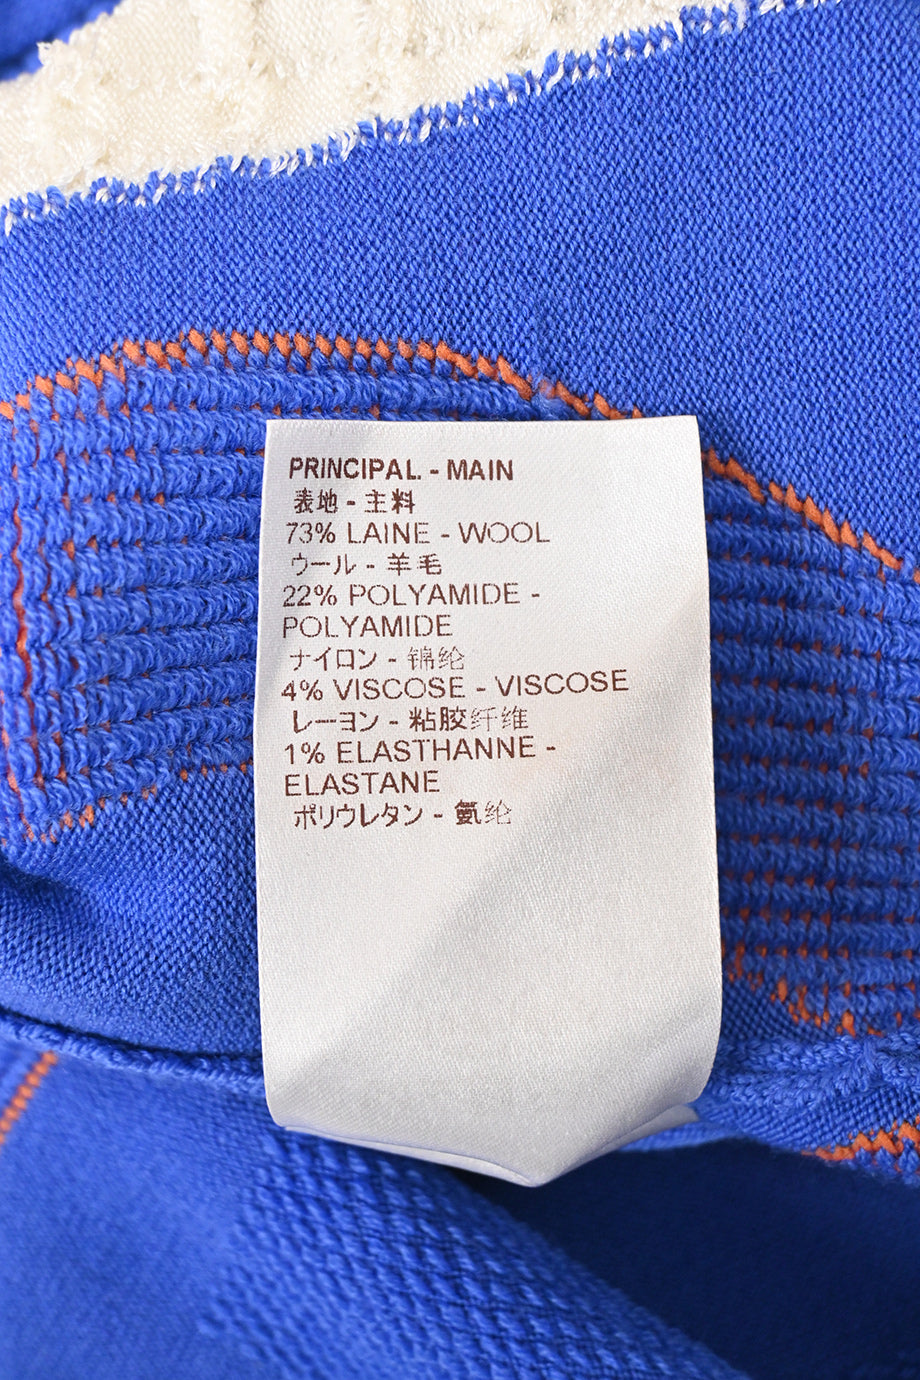 PRINCIPAL. - MAIN
表地 - 主料
73% LAINE - WOOL
ウール - 羊毛
22% POLYAMIDE -
POLYAMIDE
ナイロン - 锦纶
4% VISCOSE - VISCOSE
レーヨン - 粘胶纤维
1% ELASTHANNE -
ELASTANE
ポリウレタン - 氨纶